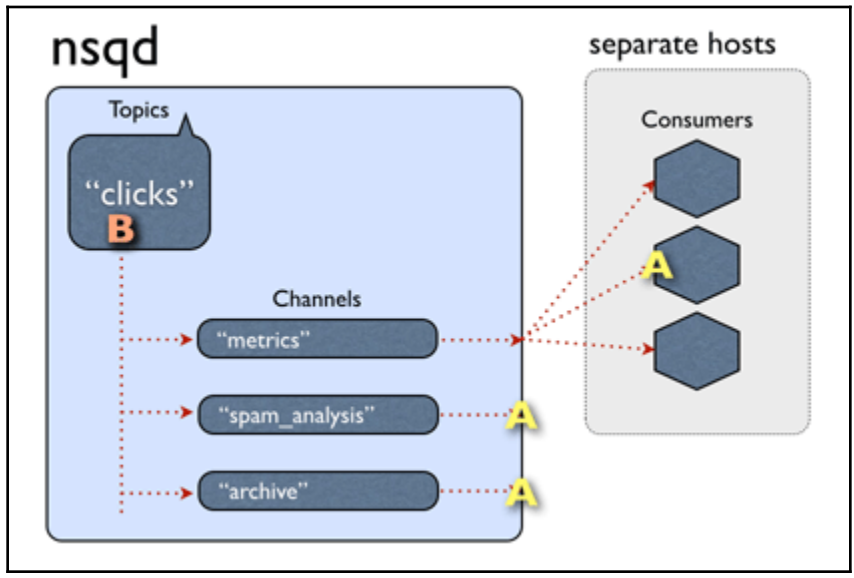 nsqd
separate hosts
Topics
“clicks”
B
Consumers
A
Channels
“metrics”
“spam_analysis”
A
“archive”
A